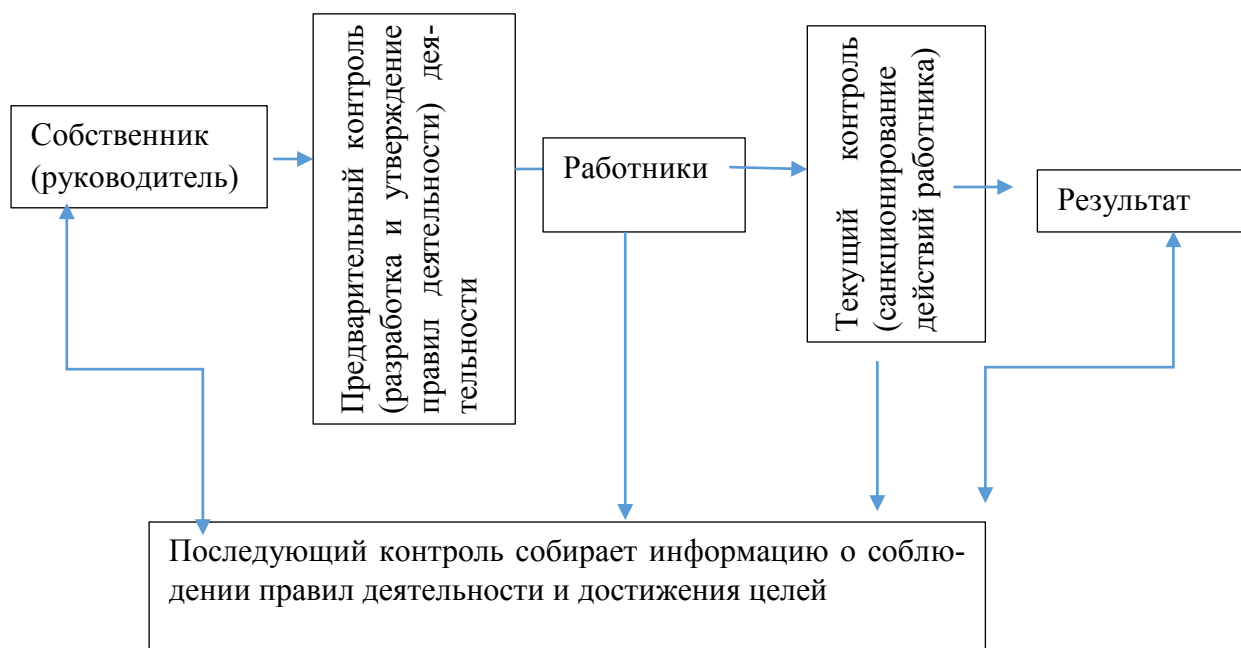 Собственник
(руководитель)
Предварительный контроль
(разработка и утверждение
правил деятельности) дея-
тельности
Работники
Текущий контроль
(санкционирование
действий работника)
Результат
Последующий контроль собирает информацию о соблю-
дении правил деятельности и достижения целей